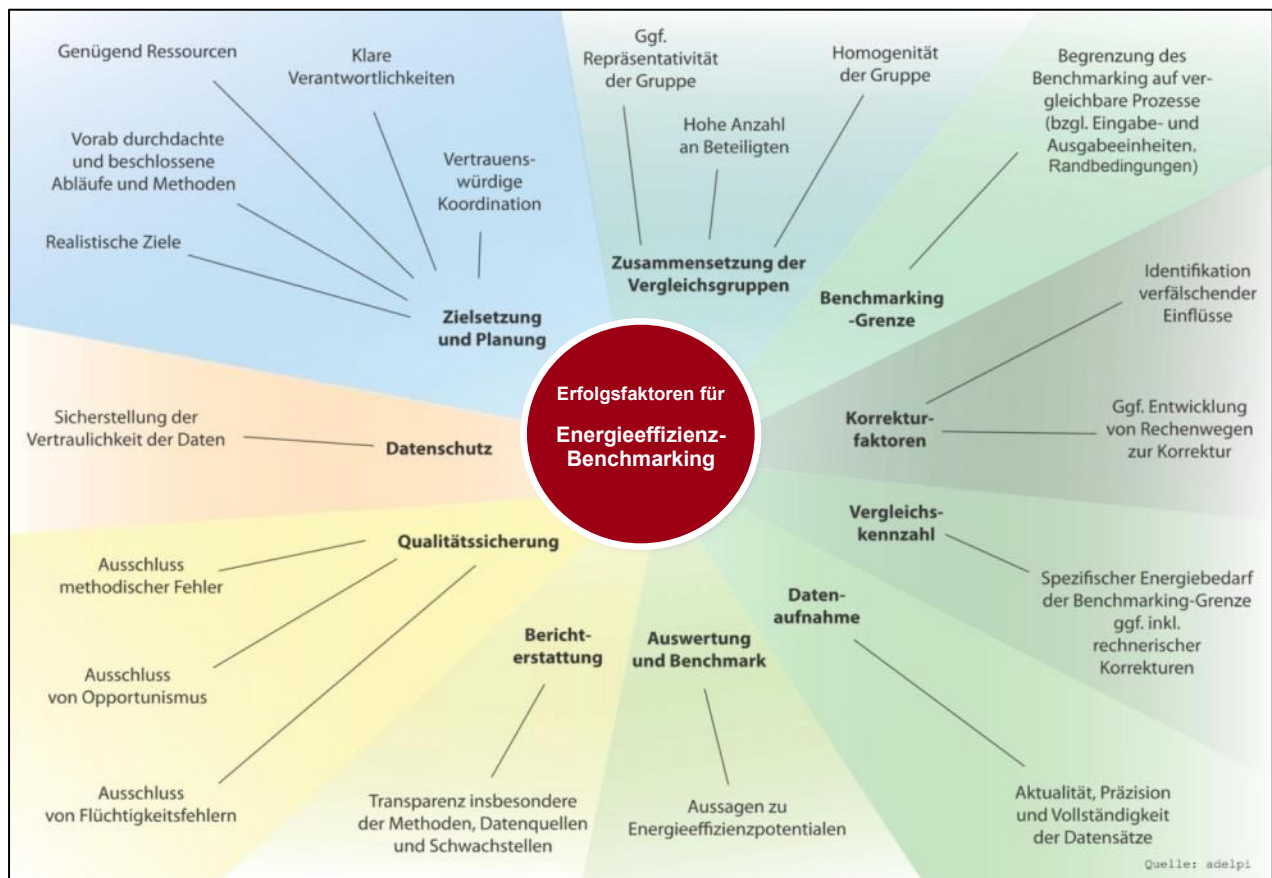 Genügend Ressourcen
Klare
Verantwortlichkeiten
Vorab durchdachte
und beschlossene
Abläufe und Methoden
Vertrauens-
würdige
Koordination
Realistische Ziele
Zielsetzung
und Planung
Ggf.
Repräsentativität
der Gruppe
Hohe Anzahl
an Beteiligten
Homogenität
der Gruppe
Zusammensetzung der
Vergleichsgruppen
Begrenzung des
Benchmarking auf ver-
gleichbare Prozesse
(bzgl. Eingabe- und
Ausgabeeinheiten,
Randbedingungen)
Benchmarking
-Grenze
Identifikation
verfälschender
Einflüsse
Ggf. Entwicklung
von Rechenwegen
zur Korrektur
Korrektur-
faktoren
Erfolgsfaktoren für
Energieeffizienz-
Benchmarking
Sicherstellung der
Vertraulichkeit der Daten
Datenschutz
Vergleichs-
kennzahl
Spezifischer Energiebedarf
der Benchmarking-Grenze
ggf. inkl.
rechnerischer
Korrekturen
Daten-
aufnahme
Aktualität, Präzision
und Vollständigkeit
der Datensätze
Auswertung
und Benchmark
Aussagen zu
Energieeffizienzpotentialen
Bericht-
erstattung
Transparenz insbesondere
der Methoden, Datenquellen
und Schwachstellen
Qualitätssicherung
Ausschluss
methodischer Fehler
Ausschluss
von Opportunismus
Ausschluss
von Flüchtigkeitsfehlern
Quelle: adelpi